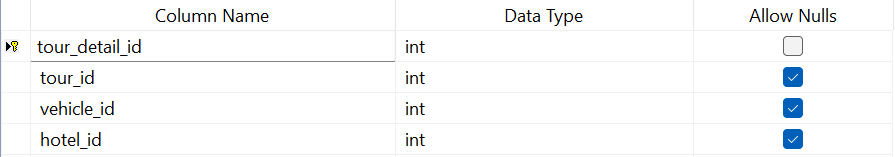 Column Name Data Type Allow Nulls
tour_detail_id int
tour_id int
vehicle_id int
hotel_id int